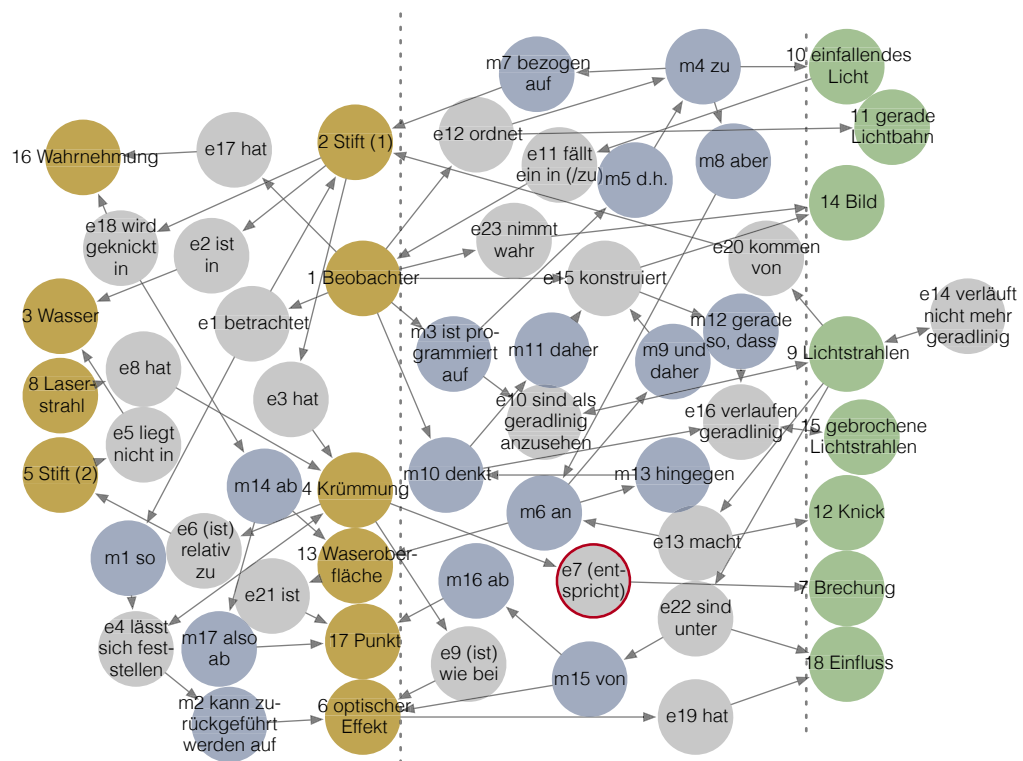 10 einfallendes
Licht
m7 bezogen
auf
m4 zu
11 gerade
Lichtbahn
2 Stift (1)
e12 ordnet
16 Wahrnehmung
e17 hat
e11 fällt
ein in (/zu)
m5 d.h.
m8 aber
14 Bild
e18 wird
geknickt
in
e2 ist
in
e23 nimmt
wahr
e20 kommen
von
1 Beobachter
e15 konstruiert
3 Wasser
e1 betrachtet
m3 ist pro-
grammiert
auf
m11 daher
m9 und
daher
m12 gerade
so, dass
9 Lichtstrahlen
e14 verläuft
nicht mehr
geradlinig
8 Laser-
strahl
e8 hat
e3 hat
e10 sind als
geradlinig
anzusehen
e16 verlaufen
geradlinig
15 gebrochene
Lichtstrahlen
e5 liegt
nicht in
5 Stift (2)
m14 ab
4 Krümmung
m10 denkt
m13 hingegen
m6 an
12 Knick
e6 (ist)
relativ
zu
m1 so
13 Waserober-
fläche
e13 macht
m16 ab
e7 (ent-
spricht)
7 Brechung
e21 ist
e22 sind
unter
e4 lässt
sich fest-
stellen
m17 also
ab
17 Punkt
e9 (ist)
wie bei
m15 von
18 Einfluss
m2 kann zu-
rückgeführt
werden auf
6 optischer
Effekt
e19 hat